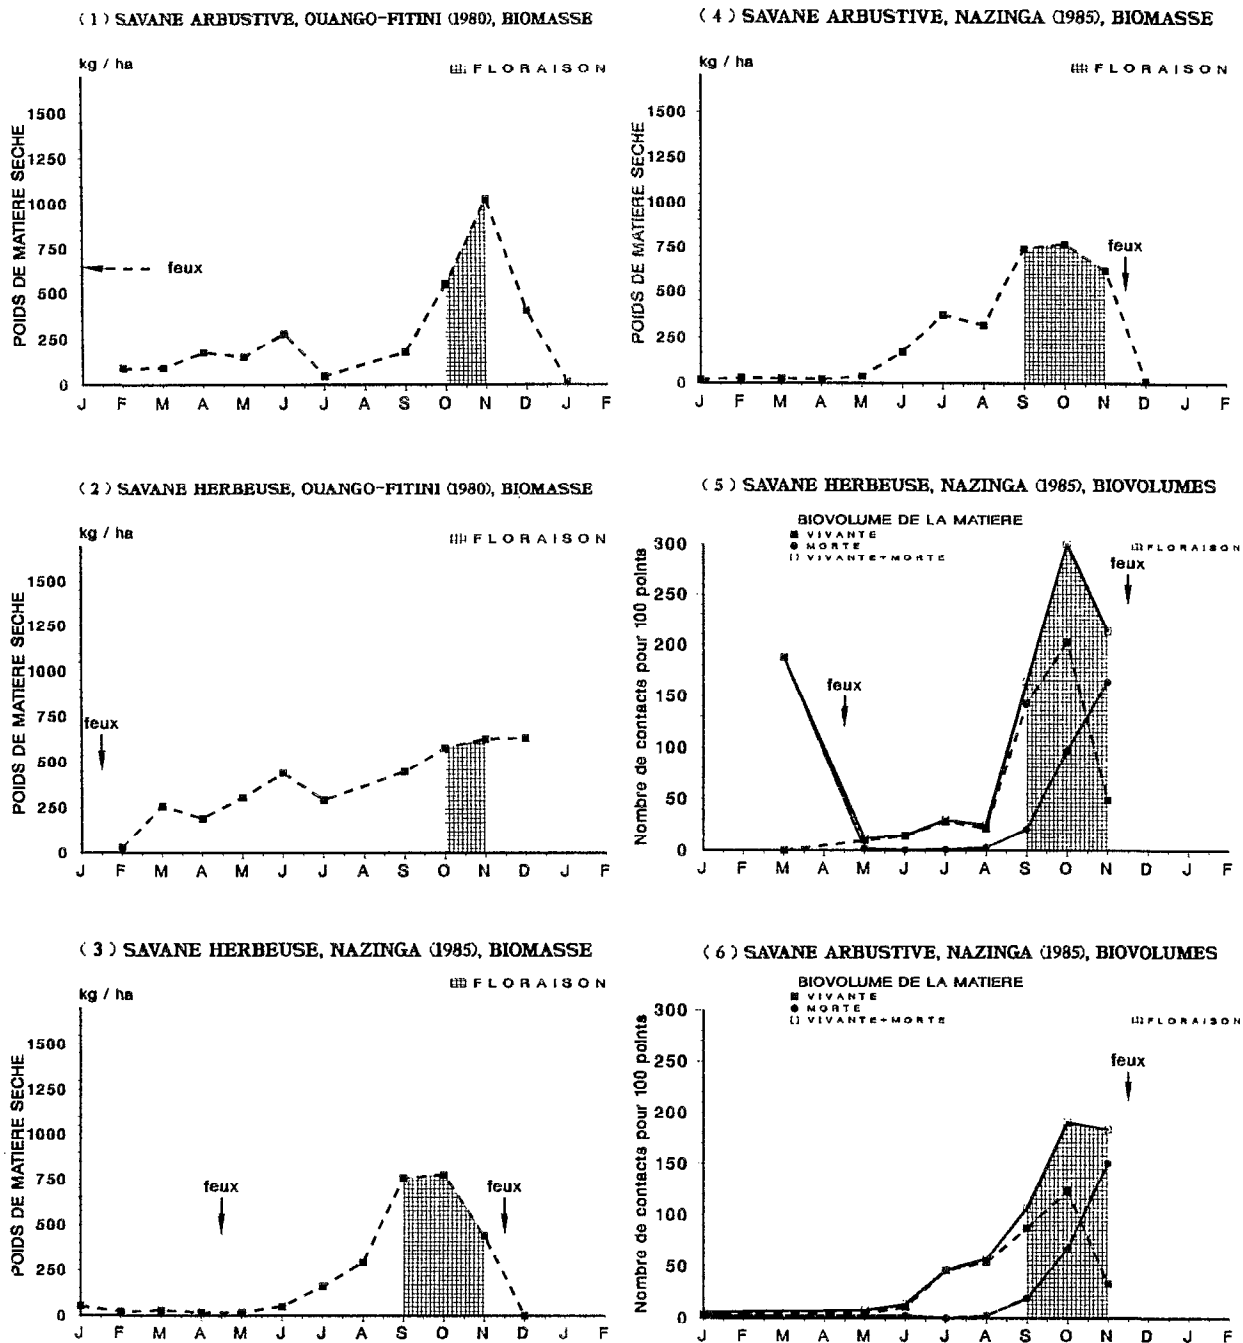 ( 1 ) SAVANE ARBUSTIVE, OUANGO-FITINI (1980), BIOMASSE
kg / ha
FLORAISON
POIDS DE MATIERE SECHE
1500
1250
1000
750
500
250
0
feux
J F M A M J J A S O N D J F
( 2 ) SAVANE HERBEUSE, OUANGO-FITINI (1980), BIOMASSE
kg / ha
FLORAISON
POIDS DE MATIERE SECHE
1500
1250
1000
750
500
250
0
feux
J F M A M J J A S O N D J F
( 3 ) SAVANE HERBEUSE, NAZINGA (1985), BIOMASSE
kg / ha
FLORAISON
POIDS DE MATIERE SECHE
1500
1250
1000
750
500
250
0
feux
feux
J F M A M J J A S O N D J F
( 4 ) SAVANE ARBUSTIVE, NAZINGA (1985), BIOMASSE
kg / ha
FLORAISON
POIDS DE MATIERE SECHE
1500
1250
1000
750
500
250
0
feux
J F M A M J J A S O N D J F
( 5 ) SAVANE HERBEUSE, NAZINGA (1985), BIOVOLUMES
BIOVOLUME DE LA MATIERE
VIVANTE
MORTE
VIVANTE+MORTE
FLORAISON
Nombre de contacts pour 100 points
300
250
200
150
100
50
0
feux
feux
J F M A M J J A S O N D J F
( 6 ) SAVANE ARBUSTIVE, NAZINGA (1985), BIOVOLUMES
BIOVOLUME DE LA MATIERE
VIVANTE
MORTE
VIVANTE+MORTE
FLORAISON
Nombre de contacts pour 100 points
300
250
200
150
100
50
0
feux
J F M A M J J A S O N D J F